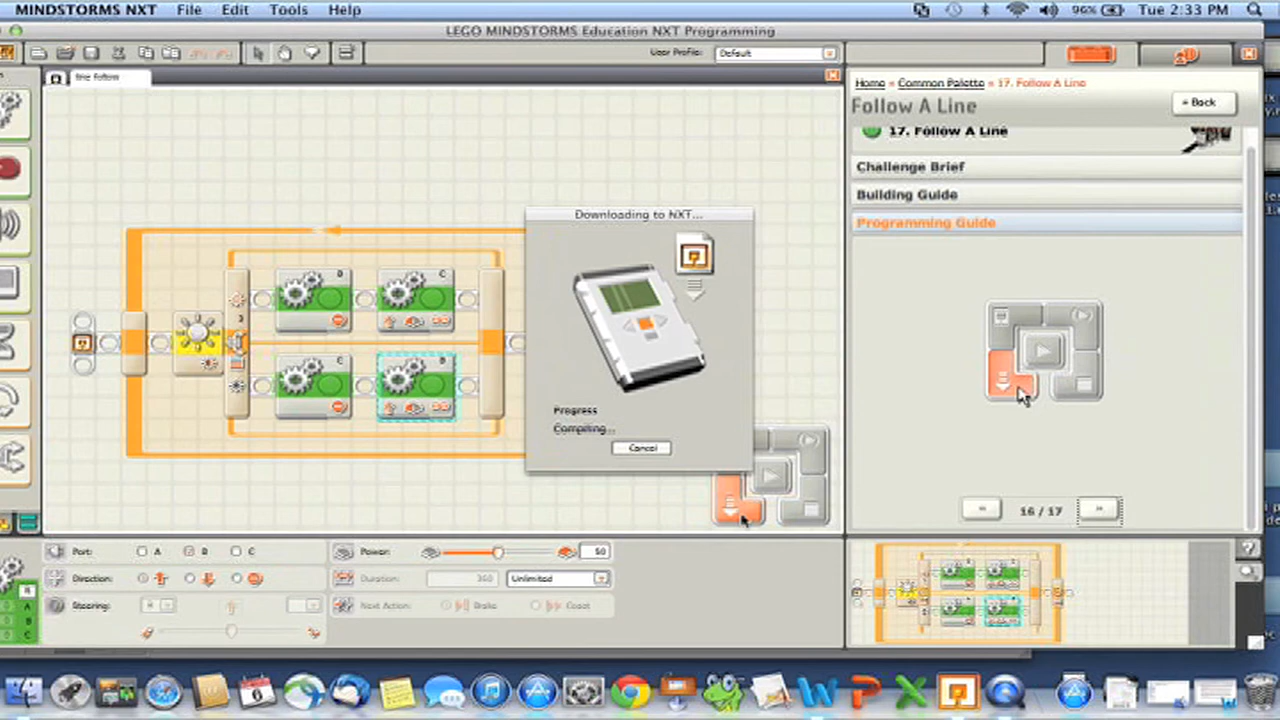 MINDSTORMS NXT File Edit Tools Help 96% Tue 2:33 PM
LEGO MINDSTORMS Education NXT Programming
User Profile: Default
line follow
Home » Common Palette » 17. Follow A Line
Follow A Line
« Back
17. Follow A Line
Challenge Brief
Building Guide
Programming Guide
Downloading to NXT...
B C
C B
Progress
Compiling...
Cancel
16 / 17
Port: A B C
Power: 50
Direction:
Duration: 360 Unlimited
Steering:
Next Action: Brake Coast
A
B
C
?
6